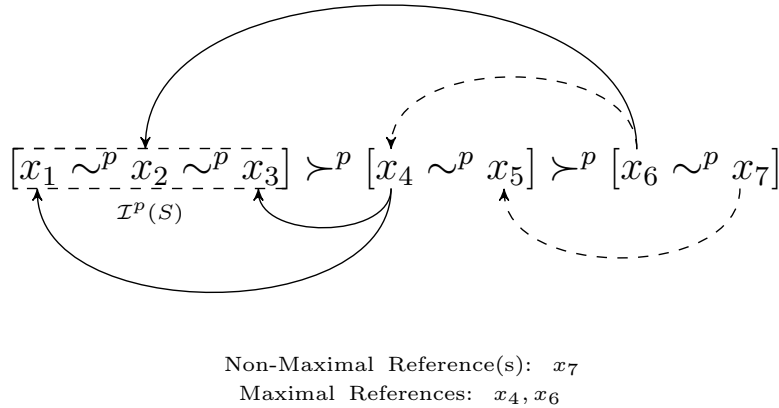 [x₁ ∼ᵖ x₂ ∼ᵖ x₃] ≻ᵖ [x₄ ∼ᵖ x₅] ≻ᵖ [x₆ ∼ᵖ x₇]
ℐᵖ(S)
Non-Maximal Reference(s): x₇
Maximal References: x₄, x₆